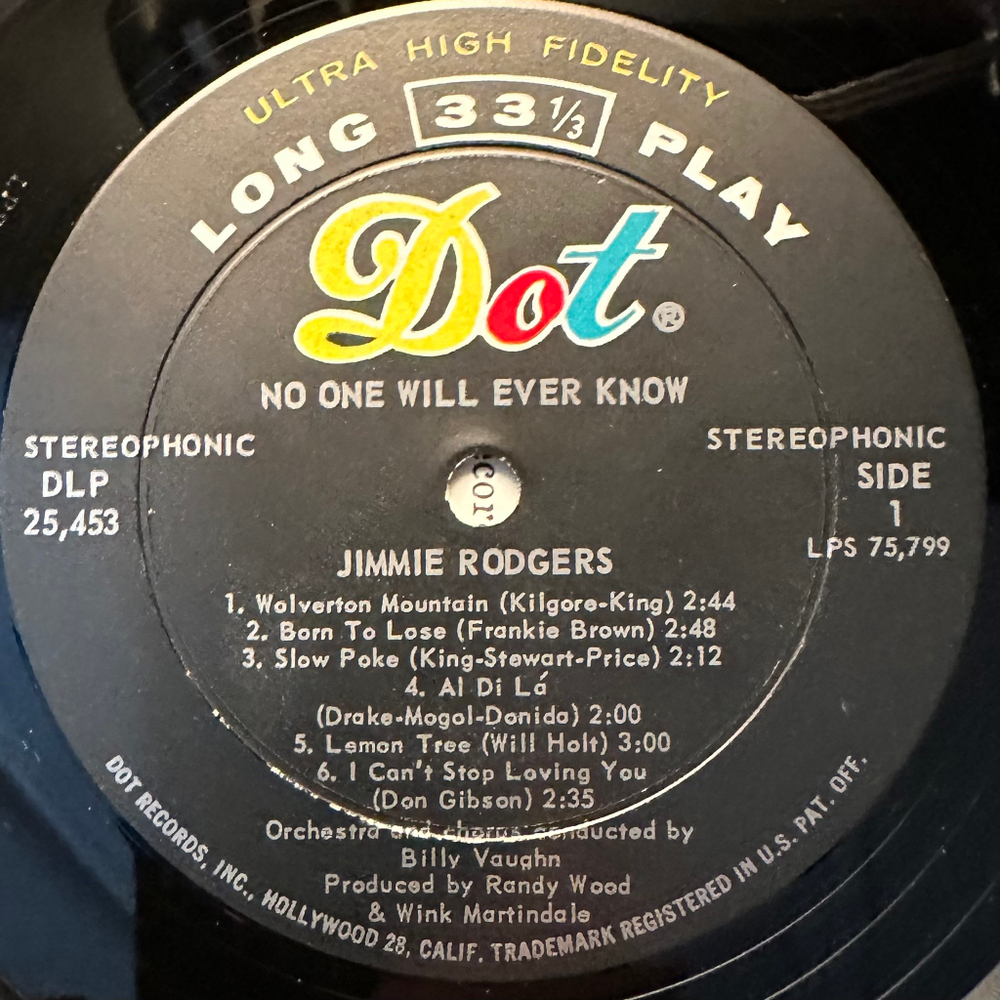 ULTRA HIGH FIDELITY
LONG 33 1/3 PLAY
Dot®
NO ONE WILL EVER KNOW
STEREOPHONIC
DLP
25,453
STEREOPHONIC
SIDE
1
LPS 75,799
cor
JIMMIE RODGERS
1. Wolverton Mountain (Kilgore-King) 2:44
2. Born To Lose (Frankie Brown) 2:48
3. Slow Poke (King-Stewart-Price) 2:12
4. Al Di Lá
(Drake-Mogol-Donida) 2:00
5. Lemon Tree (Will Holt) 3:00
6. I Can't Stop Loving You
(Don Gibson) 2:35
Orchestra and chorus conducted by
Billy Vaughn
Produced by Randy Wood
& Wink Martindale
DOT RECORDS, INC., HOLLYWOOD 28, CALIF. TRADEMARK REGISTERED IN U.S. PAT. OFF.